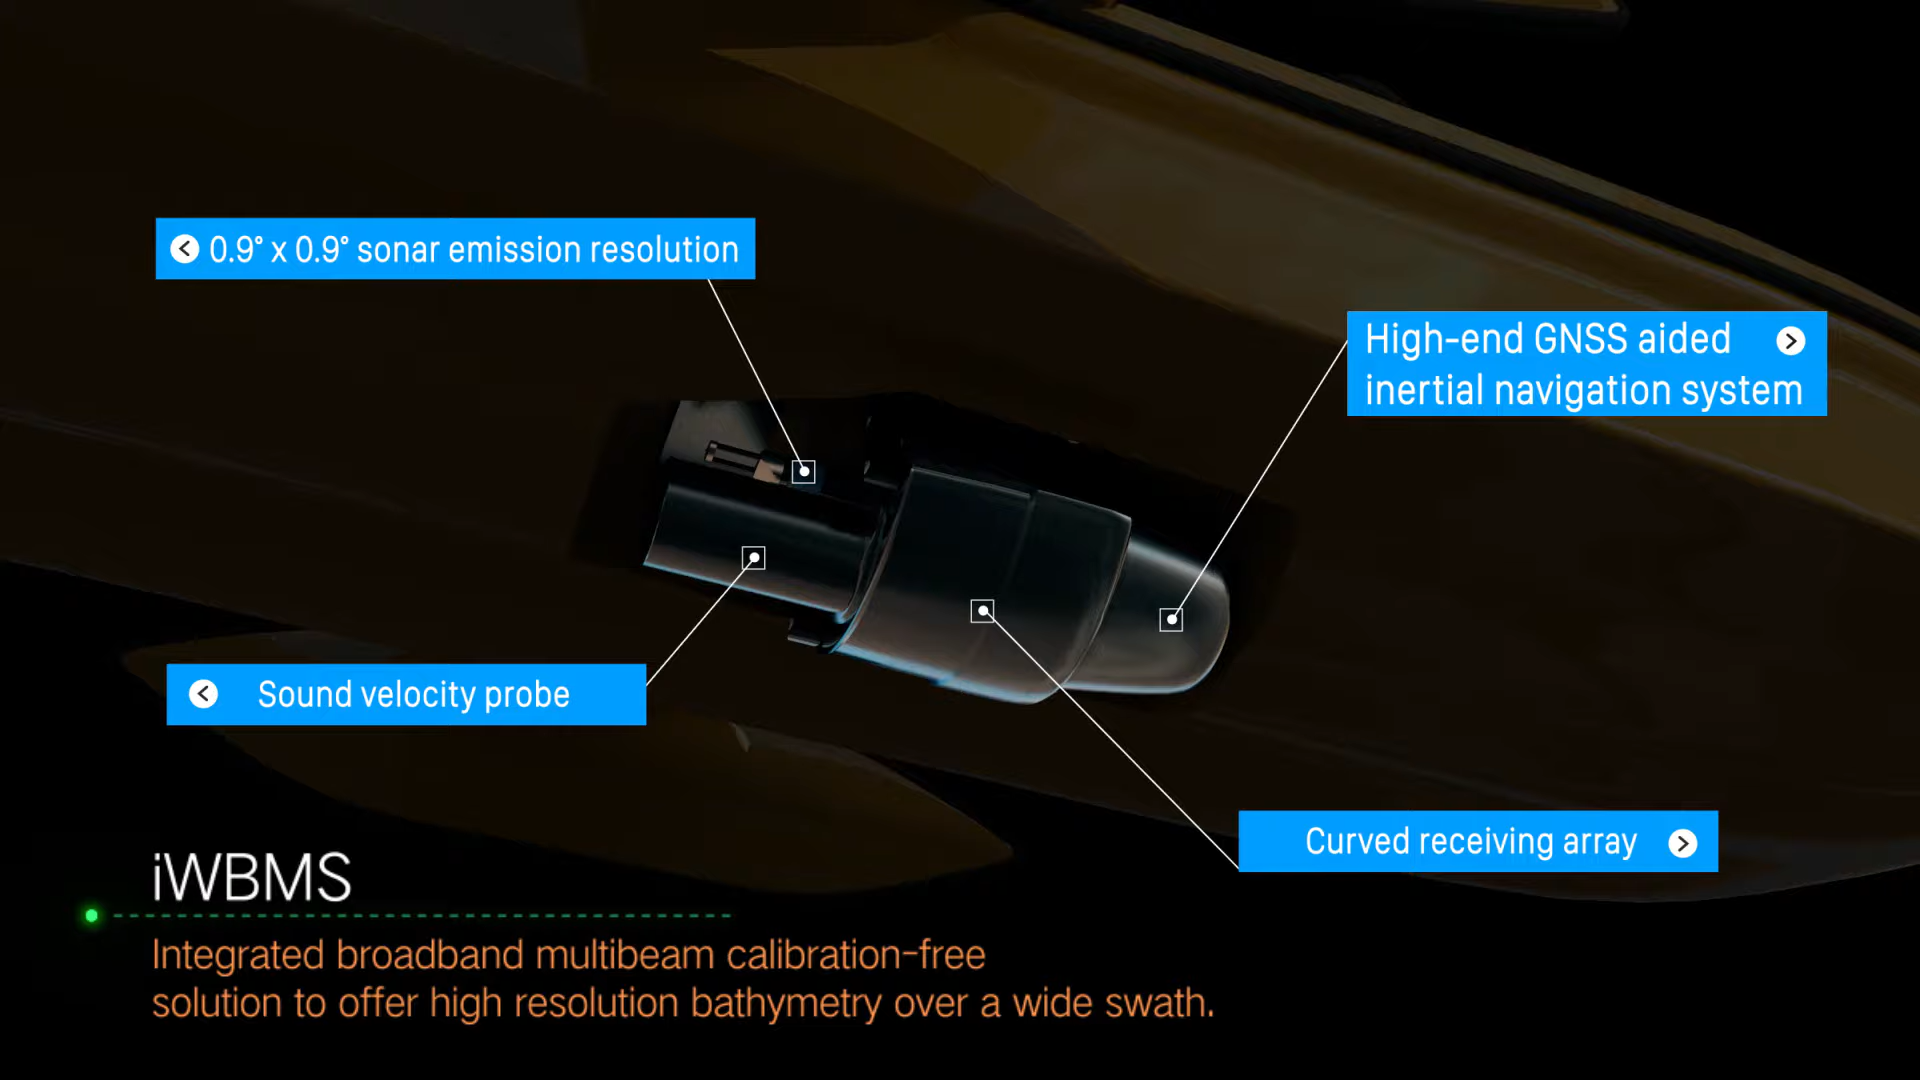 0.9° x 0.9° sonar emission resolution
High-end GNSS aided
inertial navigation system
Sound velocity probe
Curved receiving array
iWBMS
Integrated broadband multibeam calibration-free
solution to offer high resolution bathymetry over a wide swath.